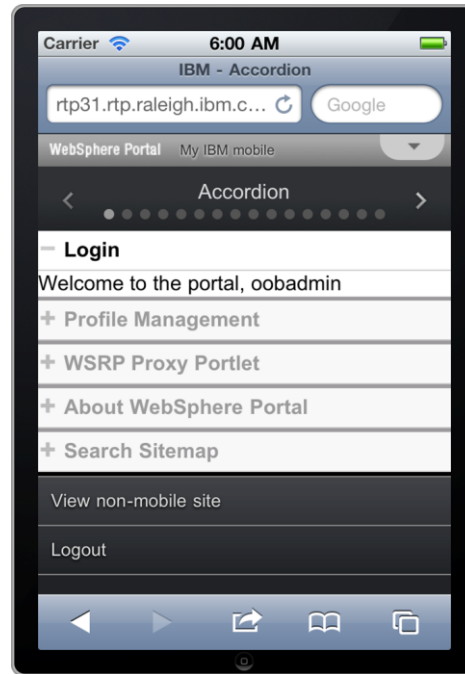 Carrier 6:00 AM
IBM - Accordion
rtp31.rtp.raleigh.ibm.c... Google
WebSphere Portal My IBM mobile
Accordion
Login
Welcome to the portal, oobadmin
+ Profile Management
+ WSRP Proxy Portlet
+ About WebSphere Portal
+ Search Sitemap
View non-mobile site
Logout